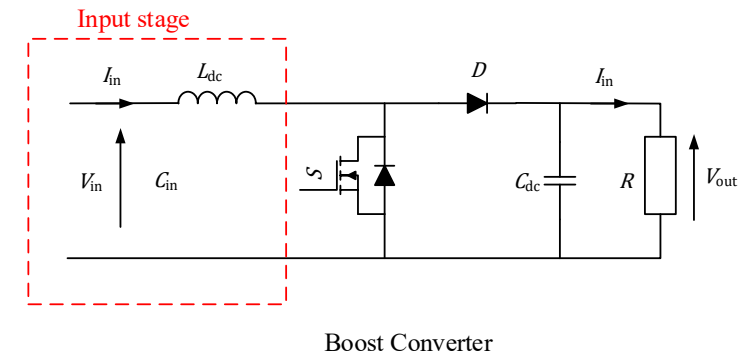 Input stage
Iin
Ldc
D
Iin
Vin
Cin
S
Cdc
R
Vout
Boost Converter